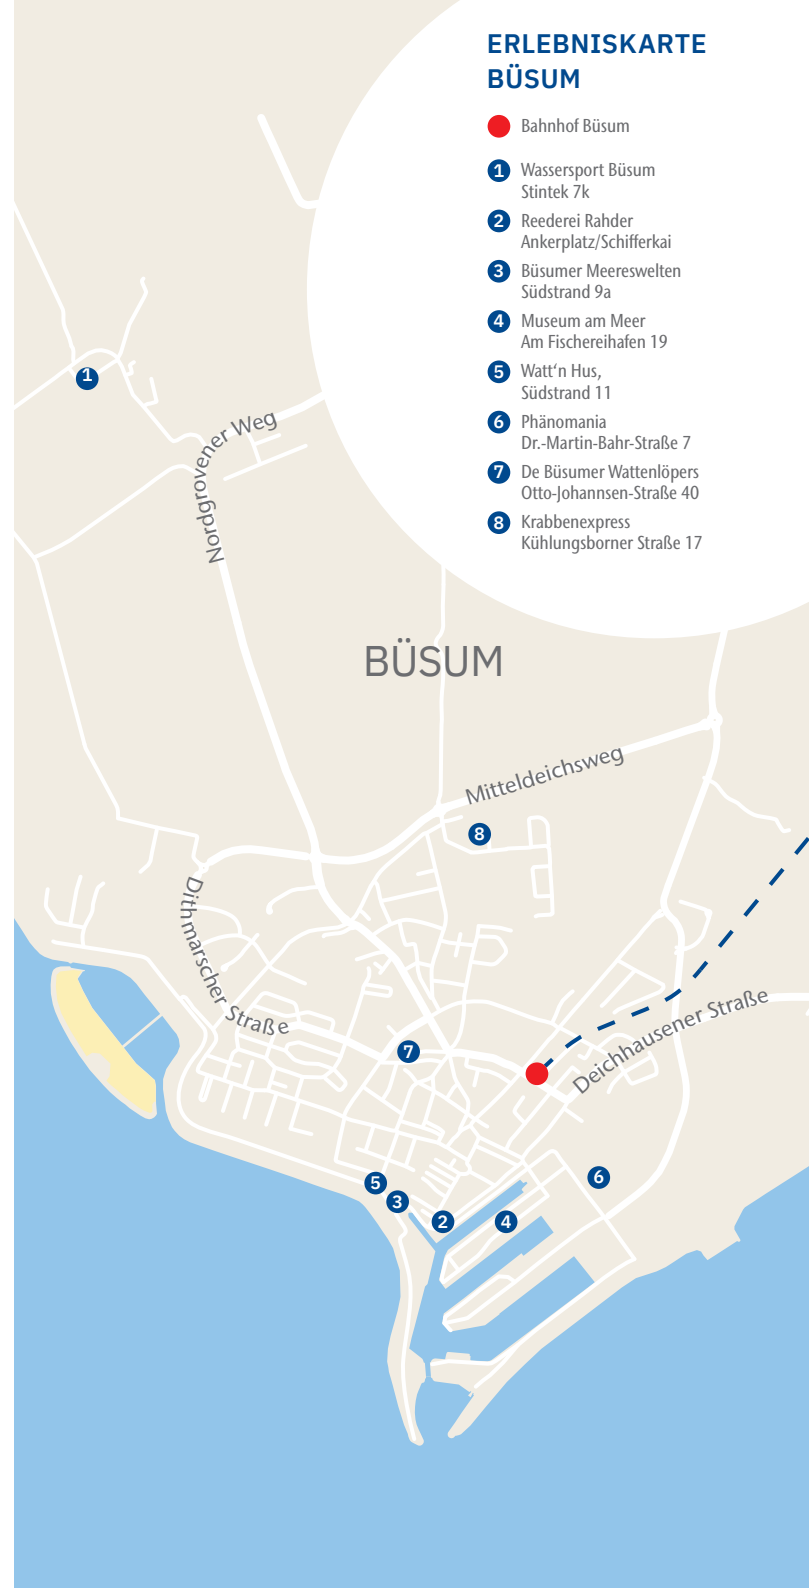 ERLEBNISKARTE
BÜSUM
Bahnhof Büsum
1 Wassersport Büsum
Stintek 7k
2 Reederei Rahder
Ankerplatz/Schifferkai
3 Büsumer Meereswelten
Südstrand 9a
4 Museum am Meer
Am Fischereihafen 19
5 Watt‘n Hus,
Südstrand 11
6 Phänomania
Dr.-Martin-Bahr-Straße 7
7 De Büsumer Wattenlöpers
Otto-Johannsen-Straße 40
8 Krabbenexpress
Kühlungsborner Straße 17
1
Nordgrovener Weg
BÜSUM
Mitteldeichsweg
8
Dithmarscher Straße
Deichhausener Straße
7
6
5
3
2
4